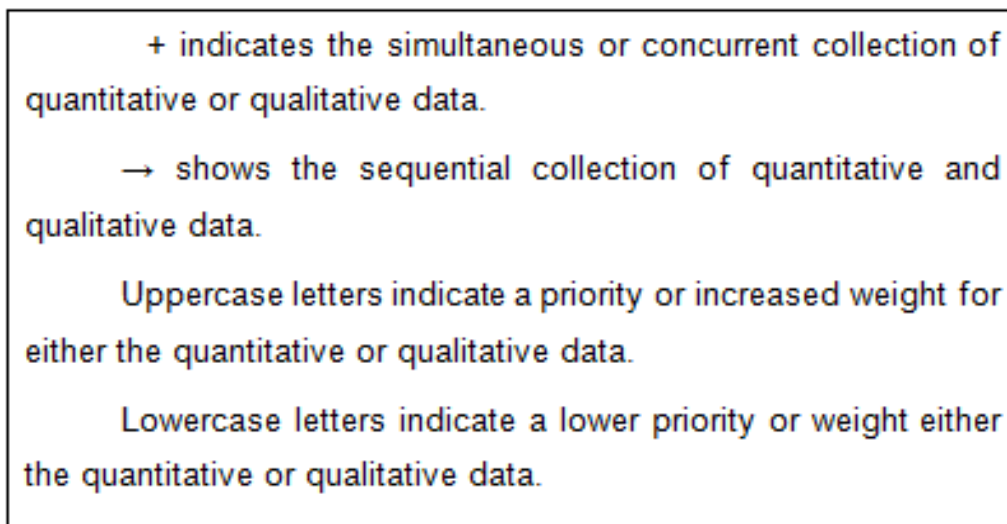 + indicates the simultaneous or concurrent collection of
quantitative or qualitative data.
→ shows the sequential collection of quantitative and
qualitative data.
Uppercase letters indicate a priority or increased weight for
either the quantitative or qualitative data.
Lowercase letters indicate a lower priority or weight either
the quantitative or qualitative data.